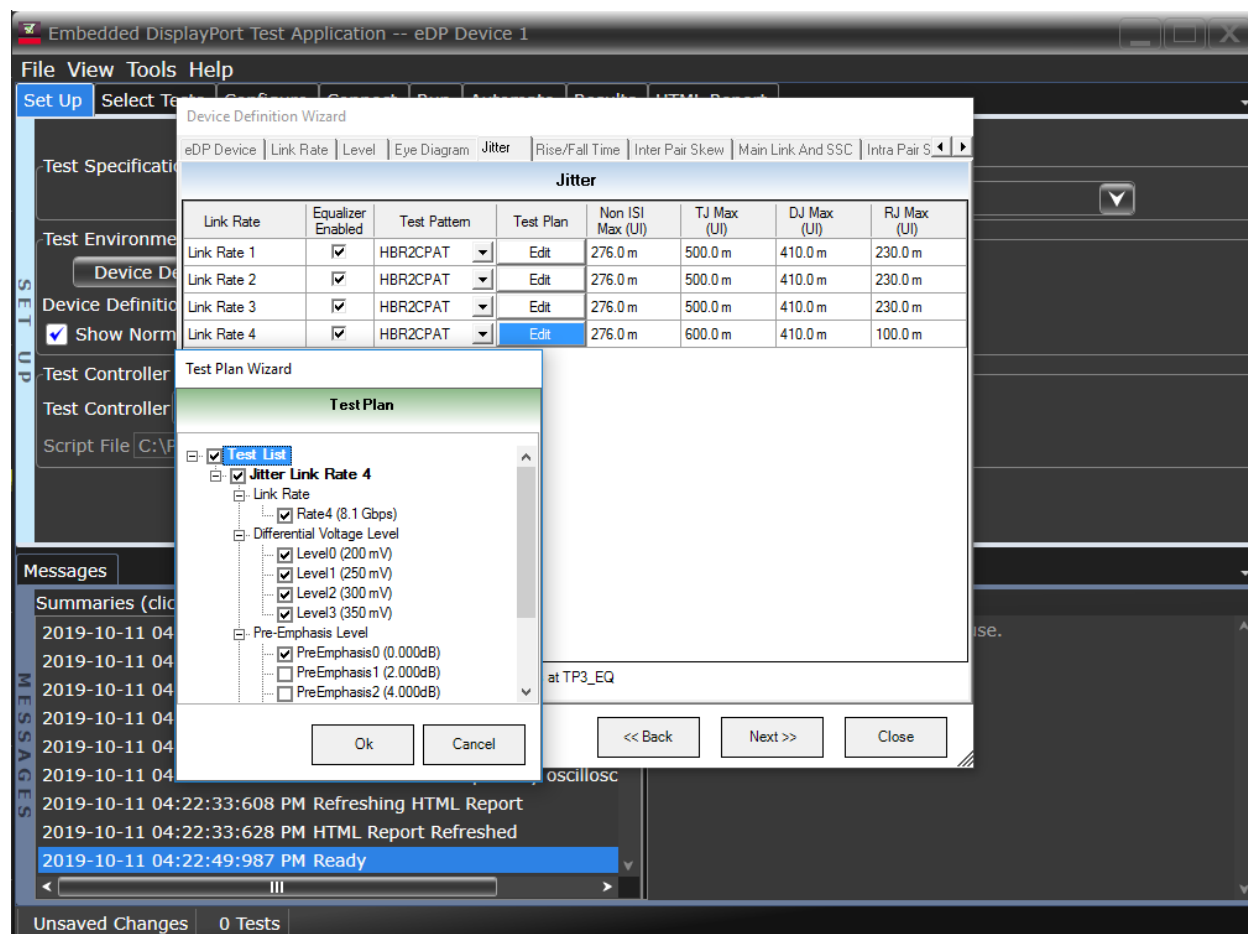 Embedded DisplayPort Test Application -- eDP Device 1
File View Tools Help
Set Up Select Te
Device Definition Wizard
eDP Device Link Rate Level Eye Diagram Jitter Rise/Fall Time Inter Pair Skew Main Link And SSC Intra Pair S
Jitter
Link Rate Equalizer Enabled Test Pattern Test Plan Non ISI Max (UI) TJ Max (UI) DJ Max (UI) RJ Max (UI)
Link Rate 1 HBR2CPAT Edit 276.0 m 500.0 m 410.0 m 230.0 m
Link Rate 2 HBR2CPAT Edit 276.0 m 500.0 m 410.0 m 230.0 m
Link Rate 3 HBR2CPAT Edit 276.0 m 500.0 m 410.0 m 230.0 m
Link Rate 4 HBR2CPAT Edit 276.0 m 600.0 m 410.0 m 100.0 m
SET UP
Test Specificatio
Test Environme
Device De
Device Definitio
Show Norm
Test Controller
Test Controller
Script File C:\P
Test Plan Wizard
Test Plan
Test List
Jitter Link Rate 4
Link Rate
Rate4 (8.1 Gbps)
Differential Voltage Level
Level0 (200 mV)
Level1 (250 mV)
Level2 (300 mV)
Level3 (350 mV)
Pre-Emphasis Level
PreEmphasis0 (0.000dB)
PreEmphasis1 (2.000dB)
PreEmphasis2 (4.000dB)
Ok Cancel
at TP3_EQ
<< Back Next >> Close
Messages
MESSAGES
Summaries (clic
2019-10-11 04
2019-10-11 04
2019-10-11 04
2019-10-11 04
2019-10-11 04
2019-10-11 04 oscillosc
2019-10-11 04:22:33:608 PM Refreshing HTML Report
2019-10-11 04:22:33:628 PM HTML Report Refreshed
2019-10-11 04:22:49:987 PM Ready
use.
Unsaved Changes 0 Tests